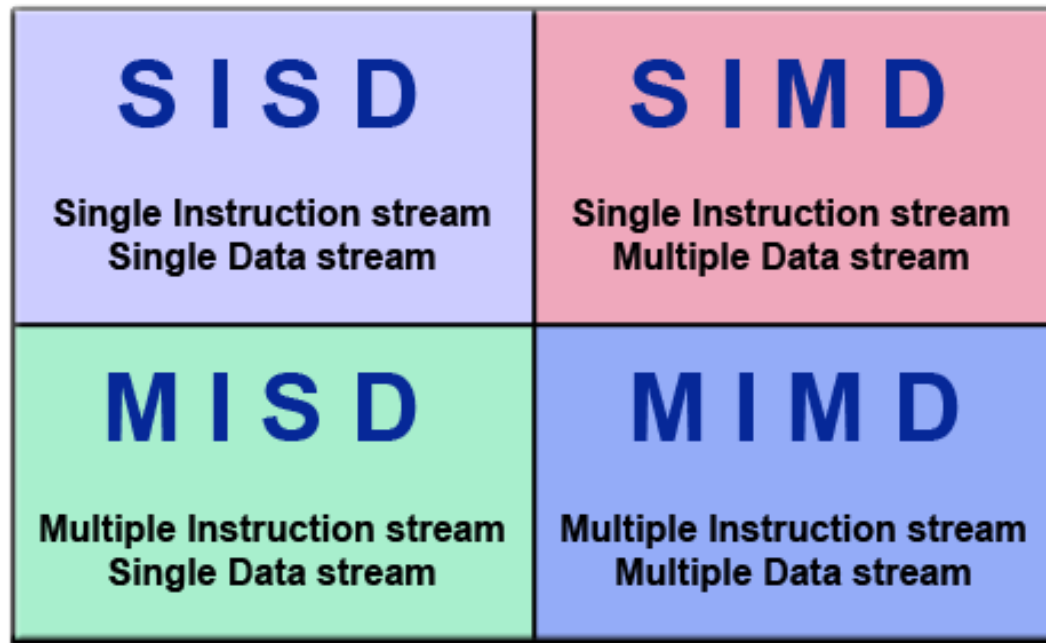 S I S D
Single Instruction stream
Single Data stream
S I M D
Single Instruction stream
Multiple Data stream
M I S D
Multiple Instruction stream
Single Data stream
M I M D
Multiple Instruction stream
Multiple Data stream